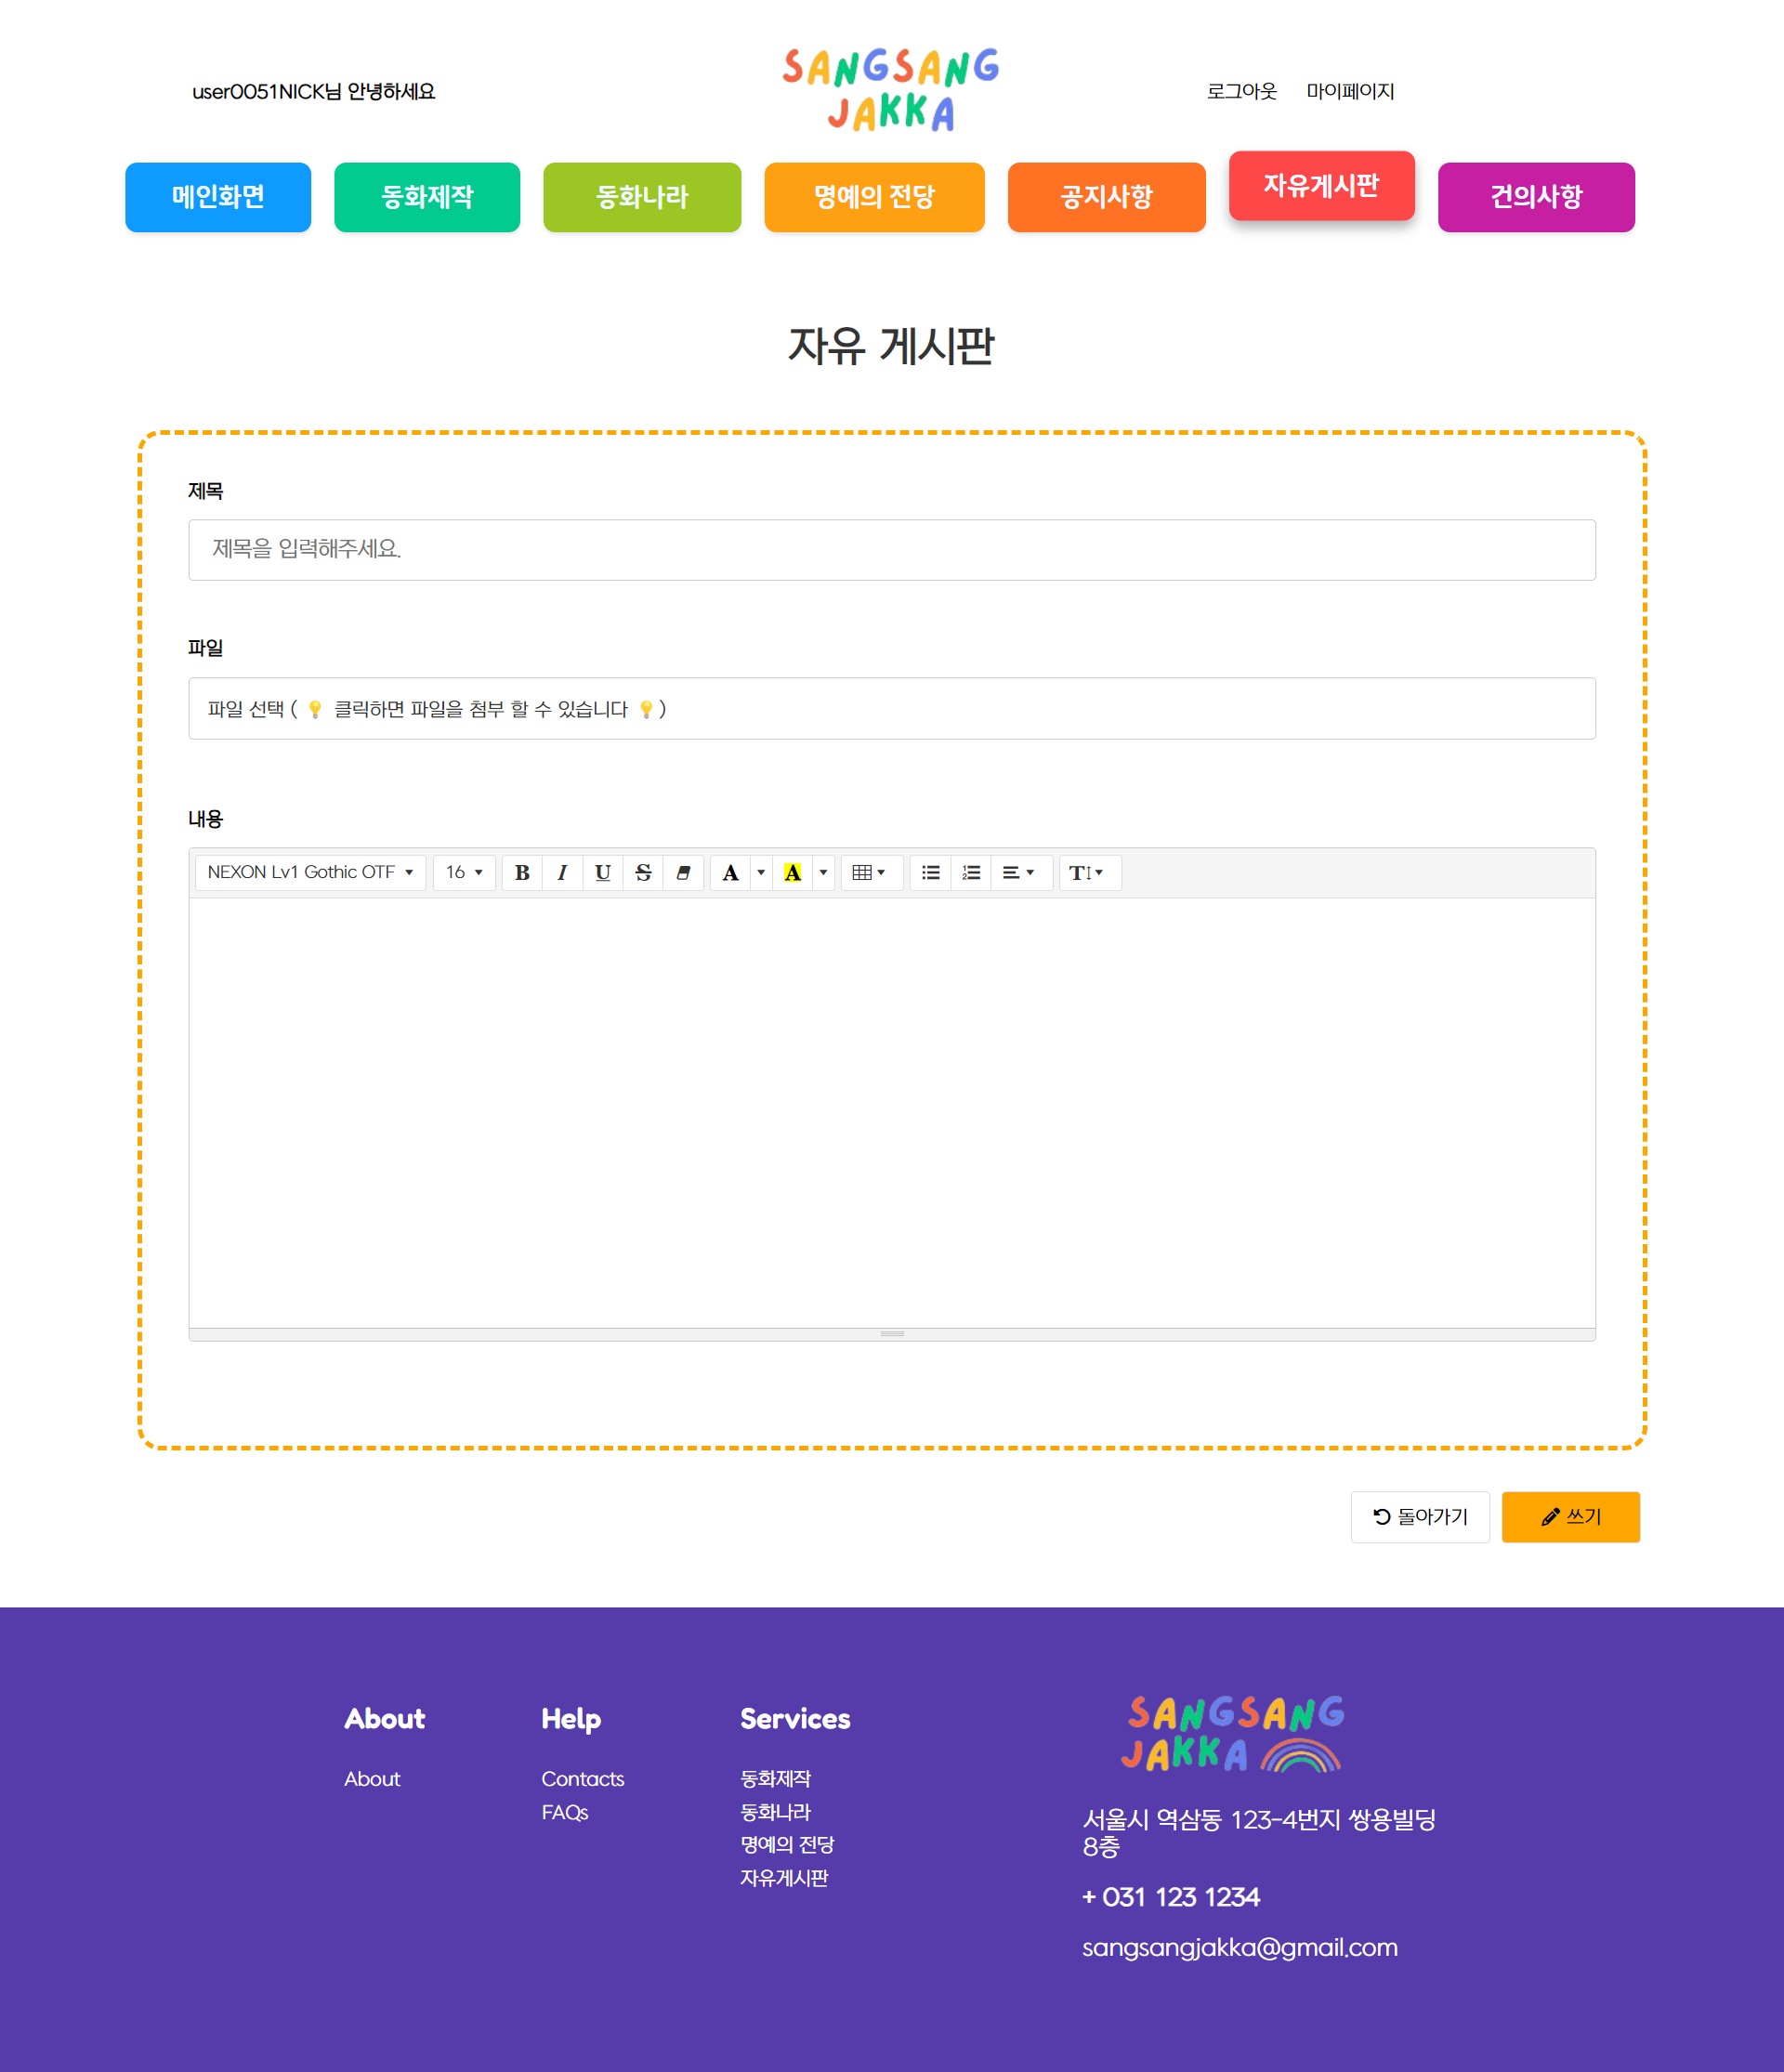 user0051NICK님 안녕하세요
SANGSANG
JAKKA
로그아웃 마이페이지
메인화면 동화제작 동화나라 명예의 전당 공지사항 자유게시판 건의사항
자유 게시판
제목
제목을 입력해주세요.
파일
파일 선택 ( 💡 클릭하면 파일을 첨부 할 수 있습니다 💡 )
내용
NEXON Lv1 Gothic OTF 16 B I U S A A T
돌아가기 쓰기
About Help Services
About Contacts 동화제작
FAQs 동화나라
명예의 전당
자유게시판
SANGSANG
JAKKA
서울시 역삼동 123-4번지 쌍용빌딩
8층
+ 031 123 1234
sangsangjakka@gmail.com